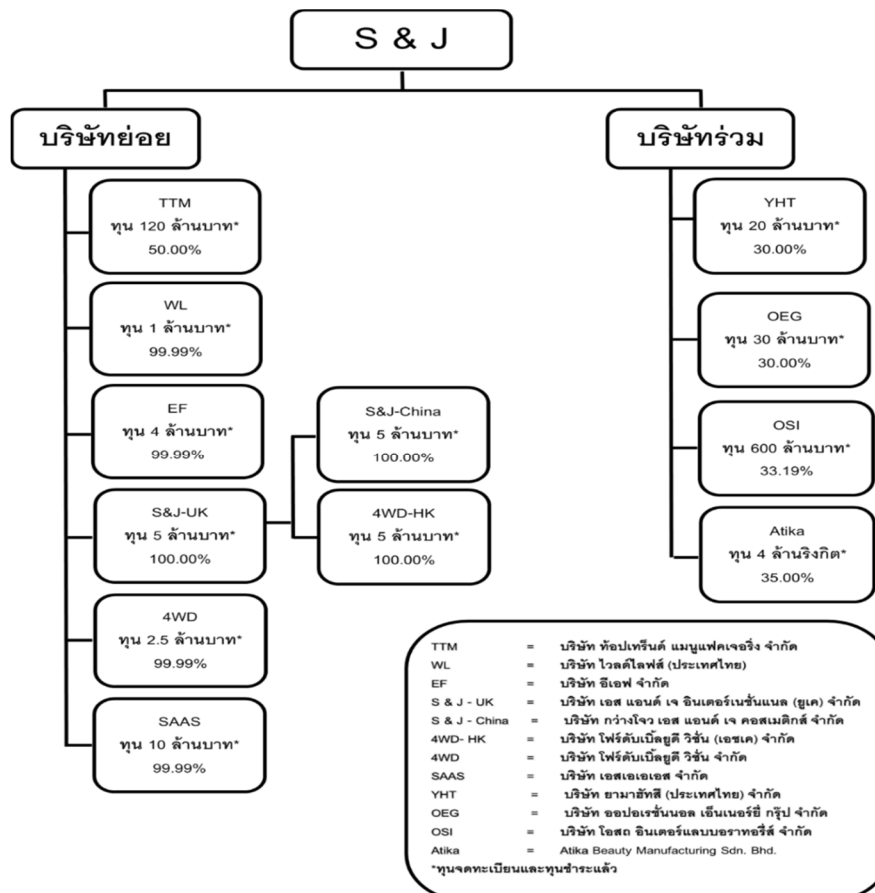 S & J
บริษัทย่อย
บริษัทร่วม
TTM
ทุน 120 ล้านบาท*
50.00%
WL
ทุน 1 ล้านบาท*
99.99%
EF
ทุน 4 ล้านบาท*
99.99%
S&J-UK
ทุน 5 ล้านบาท*
100.00%
4WD
ทุน 2.5 ล้านบาท*
99.99%
SAAS
ทุน 10 ล้านบาท*
99.99%
S&J-China
ทุน 5 ล้านบาท*
100.00%
4WD-HK
ทุน 5 ล้านบาท*
100.00%
YHT
ทุน 20 ล้านบาท*
30.00%
OEG
ทุน 30 ล้านบาท*
30.00%
OSI
ทุน 600 ล้านบาท*
33.19%
Atika
ทุน 4 ล้านริงกิต*
35.00%
TTM = บริษัท ท้อปเทร็นด์ แมนูแฟคเจอริ่ง จำกัด
WL = บริษัท ไวลด์ไลฟส์ (ประเทศไทย)
EF = บริษัท อีเอฟ จำกัด
S & J - UK = บริษัท เอส แอนด์ เจ อินเตอร์เนชั่นแนล (ยูเค) จำกัด
S & J - China = บริษัท กว่างโจว เอส แอนด์ เจ คอสเมติกส์ จำกัด
4WD- HK = บริษัท โฟร์ดับเบิ้ลยูดี วิชั่น (เอชเค) จำกัด
4WD = บริษัท โฟร์ดับเบิ้ลยูดี วิชั่น จำกัด
SAAS = บริษัท เอสเอเอเอส จำกัด
YHT = บริษัท ยามาฮัทสึ (ประเทศไทย) จำกัด
OEG = บริษัท ออปอเรชั่นนอล เอ็นเนอร์ยี่ กรุ๊ป จำกัด
OSI = บริษัท โอสถ อินเตอร์แลบบอราทอรี่ส์ จำกัด
Atika = Atika Beauty Manufacturing Sdn. Bhd.
*ทุนจดทะเบียนและทุนชำระแล้ว